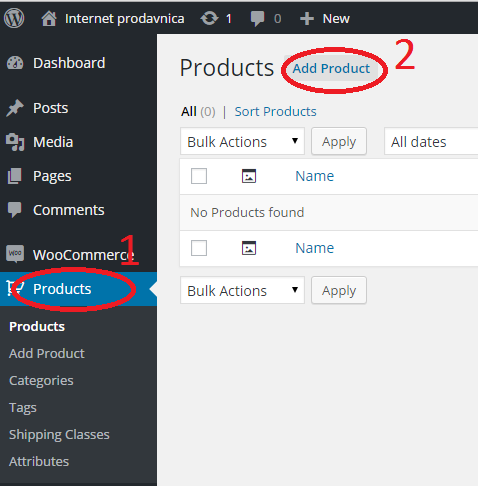 Internet prodavnica 1 0 + New
Dashboard
Posts
Media
Pages
Comments
WOO WooCommerce
1
Products
Products
Add Product
Categories
Tags
Shipping Classes
Attributes
Products Add Product 2
All (0) | Sort Products
Bulk Actions Apply All dates
Name
No Products found
Name
Bulk Actions Apply